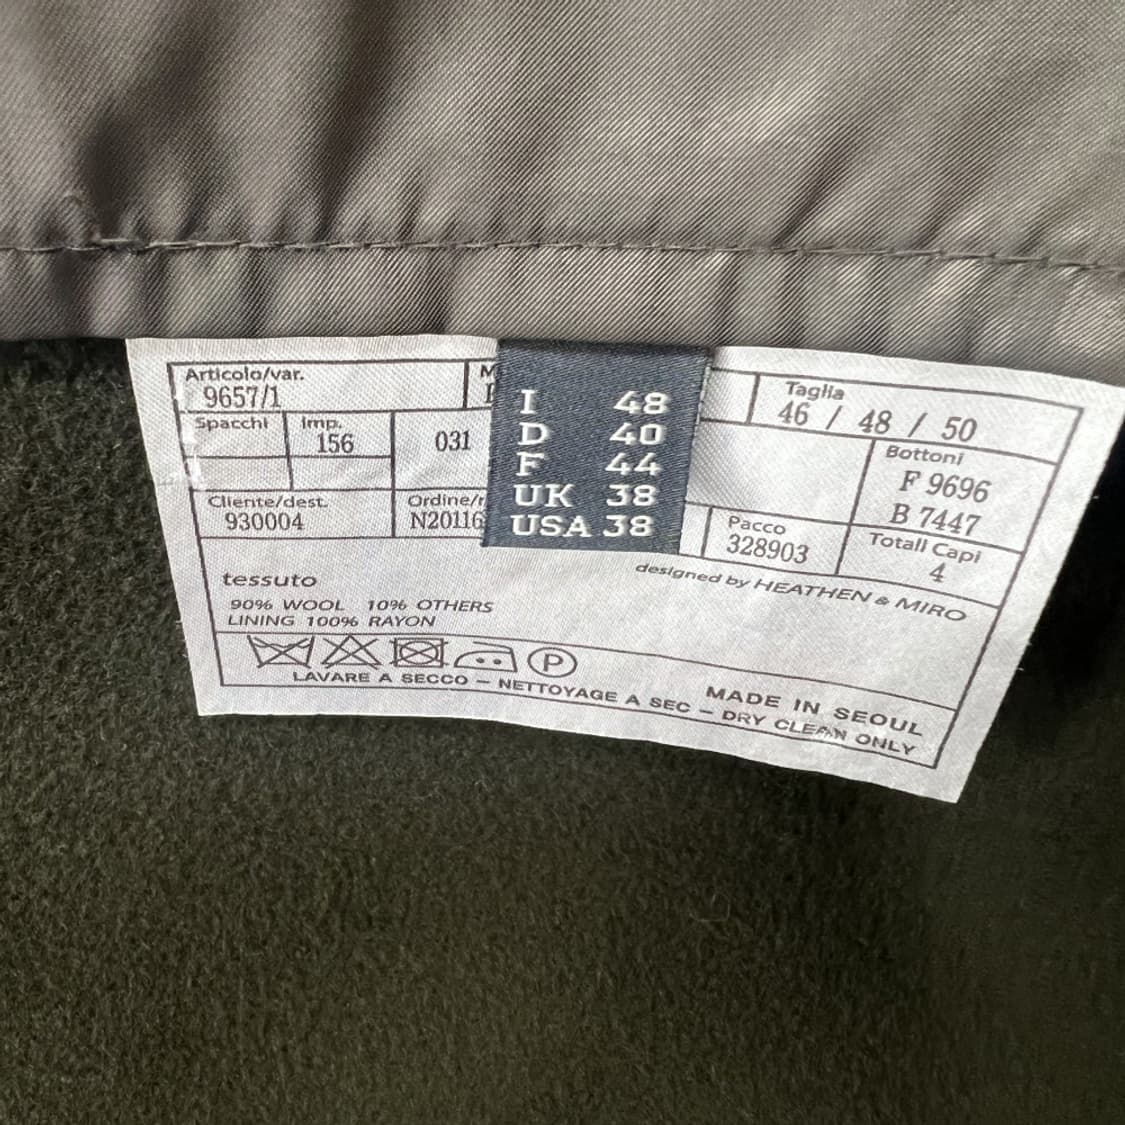 Articolo/var.
9657/1
Taglia
46 / 48 / 50
Spacchi
Imp.
156
031
Bottoni
F 9696
B 7447
Cliente/dest.
930004
Ordine/r
N20116
Pacco
328903
Totall Capi
4
I 48
D 40
F 44
UK 38
USA 38
tessuto
designed by HEATHEN & MIRO
90% WOOL 10% OTHERS
LINING 100% RAYON
P
MADE IN SEOUL
LAVARE A SECCO – NETTOYAGE A SEC – DRY CLEAN ONLY